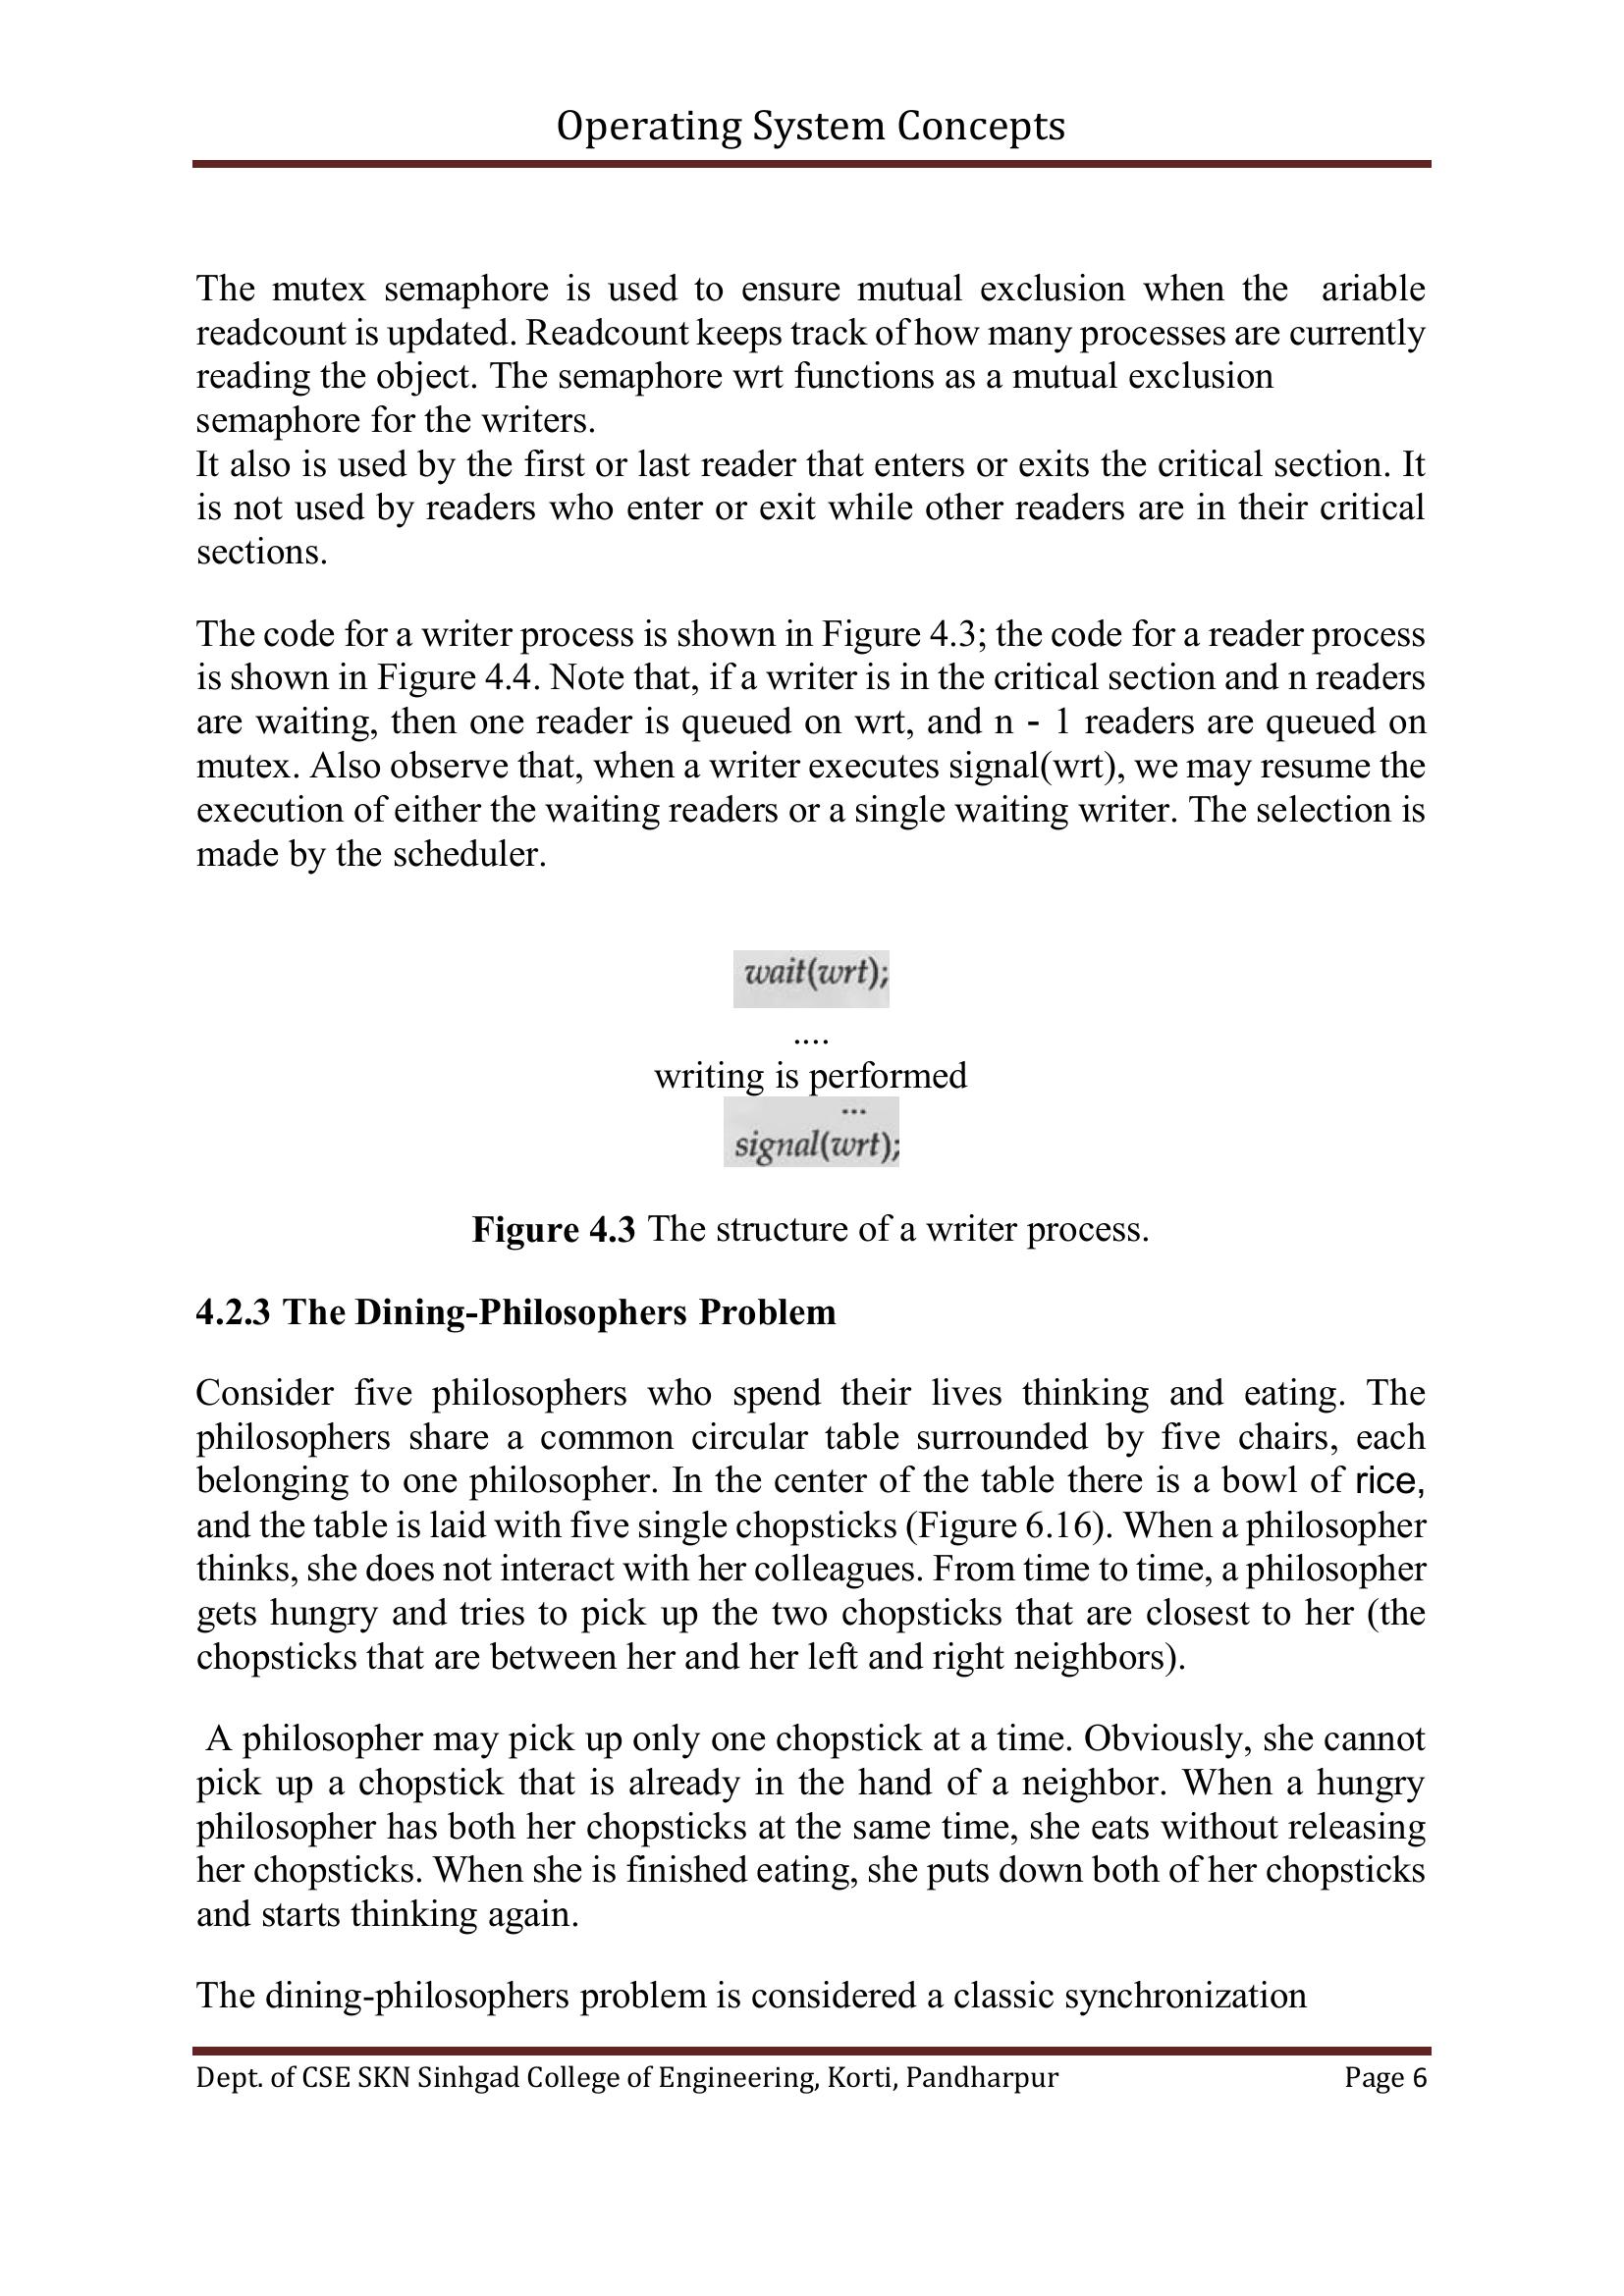 Operating System Concepts
The mutex semaphore is used to ensure mutual exclusion when the ariable
readcount is updated. Readcount keeps track of how many processes are currently
reading the object. The semaphore wrt functions as a mutual exclusion
semaphore for the writers.
It also is used by the first or last reader that enters or exits the critical section. It
is not used by readers who enter or exit while other readers are in their critical
sections.
The code for a writer process is shown in Figure 4.3; the code for a reader process
is shown in Figure 4.4. Note that, if a writer is in the critical section and n readers
are waiting, then one reader is queued on wrt, and n - 1 readers are queued on
mutex. Also observe that, when a writer executes signal(wrt), we may resume the
execution of either the waiting readers or a single waiting writer. The selection is
made by the scheduler.
wait(wrt);
....
writing is performed
...
signal(wrt);
Figure 4.3 The structure of a writer process.
4.2.3 The Dining-Philosophers Problem
Consider five philosophers who spend their lives thinking and eating. The
philosophers share a common circular table surrounded by five chairs, each
belonging to one philosopher. In the center of the table there is a bowl of rice,
and the table is laid with five single chopsticks (Figure 6.16). When a philosopher
thinks, she does not interact with her colleagues. From time to time, a philosopher
gets hungry and tries to pick up the two chopsticks that are closest to her (the
chopsticks that are between her and her left and right neighbors).
A philosopher may pick up only one chopstick at a time. Obviously, she cannot
pick up a chopstick that is already in the hand of a neighbor. When a hungry
philosopher has both her chopsticks at the same time, she eats without releasing
her chopsticks. When she is finished eating, she puts down both of her chopsticks
and starts thinking again.
The dining-philosophers problem is considered a classic synchronization
Dept. of CSE SKN Sinhgad College of Engineering, Korti, Pandharpur Page 6